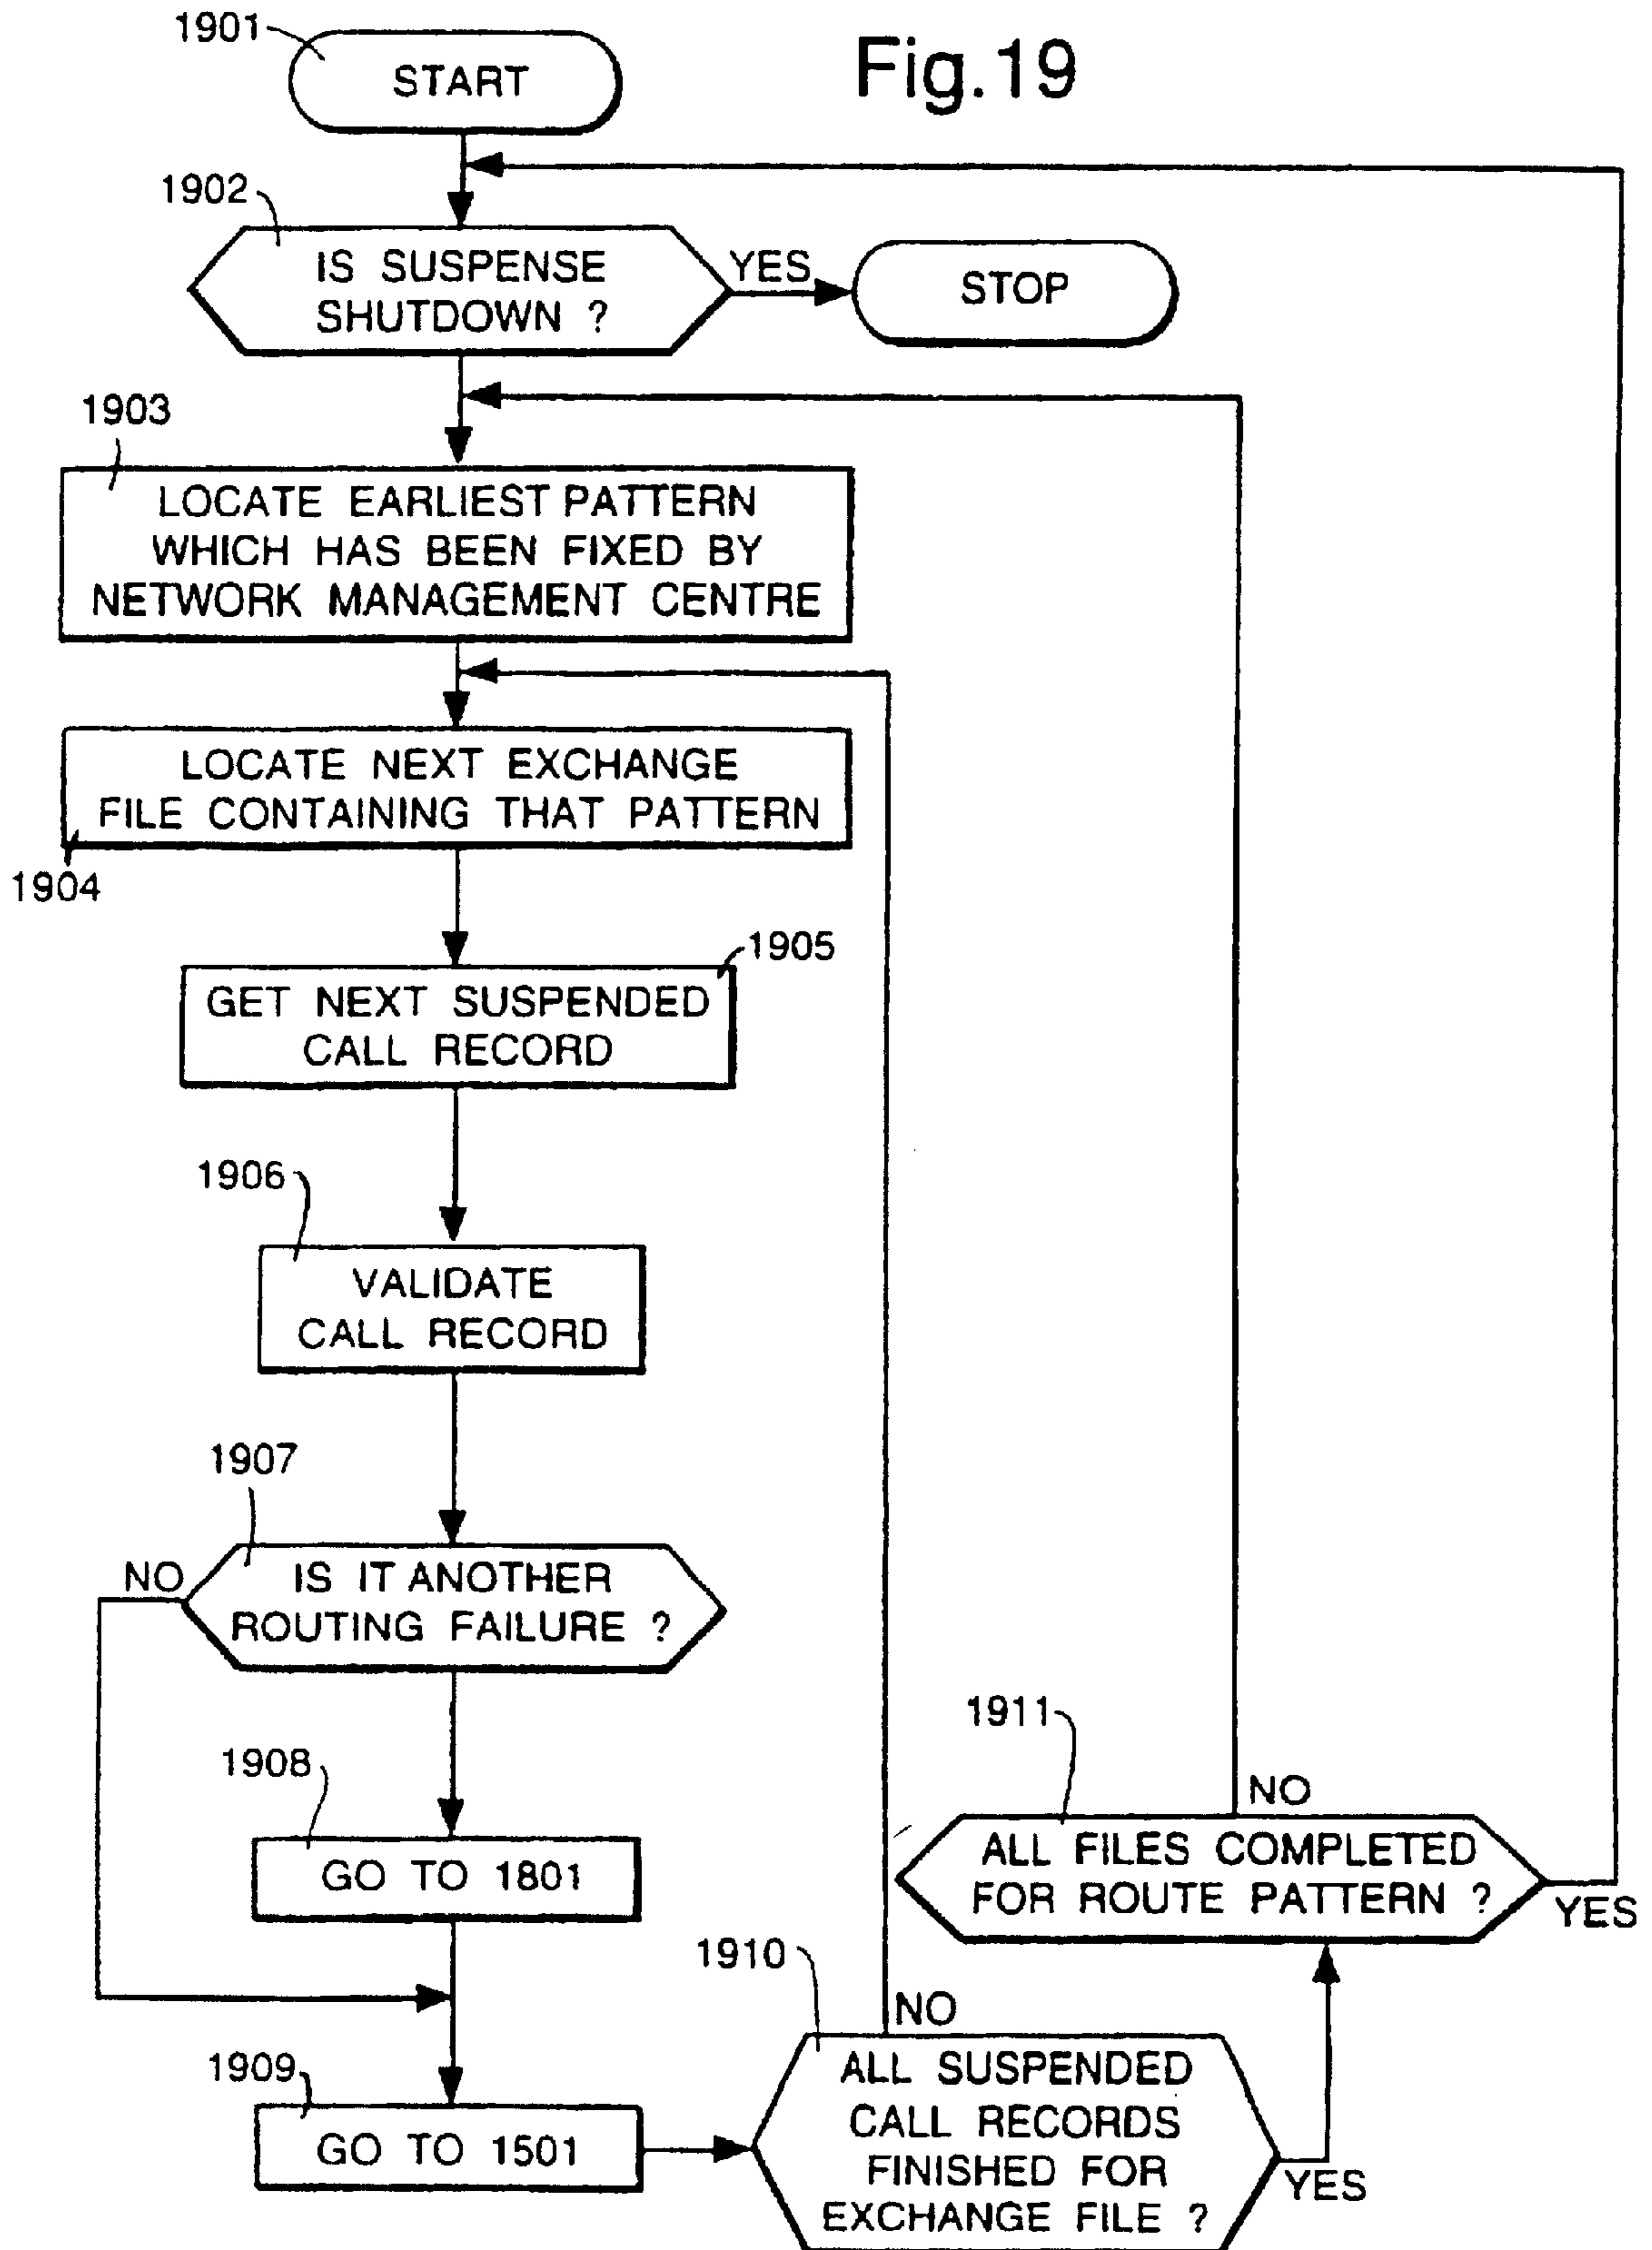 Fig.19
1901
START
1902
IS SUSPENSE
SHUTDOWN ?
YES
STOP
1903
LOCATE EARLIEST PATTERN
WHICH HAS BEEN FIXED BY
NETWORK MANAGEMENT CENTRE
LOCATE NEXT EXCHANGE
FILE CONTAINING THAT PATTERN
1904
1905
GET NEXT SUSPENDED
CALL RECORD
1906
VALIDATE
CALL RECORD
1907
NO
IS IT ANOTHER
ROUTING FAILURE ?
1908
GO TO 1801
1909
GO TO 1501
1910
NO
ALL SUSPENDED
CALL RECORDS
FINISHED FOR
EXCHANGE FILE ?
YES
1911
NO
ALL FILES COMPLETED
FOR ROUTE PATTERN ?
YES